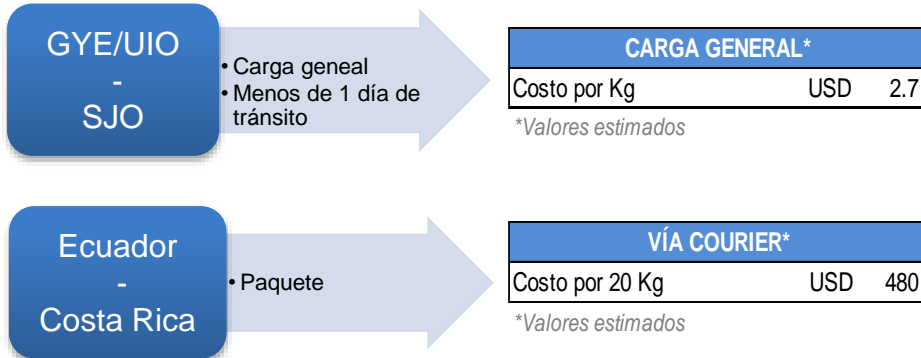 GYE/UIO
-
SJO
• Carga geneal
• Menos de 1 día de
tránsito
CARGA GENERAL*
Costo por Kg USD 2.7
*Valores estimados
Ecuador
-
Costa Rica
• Paquete
VÍA COURIER*
Costo por 20 Kg USD 480
*Valores estimados